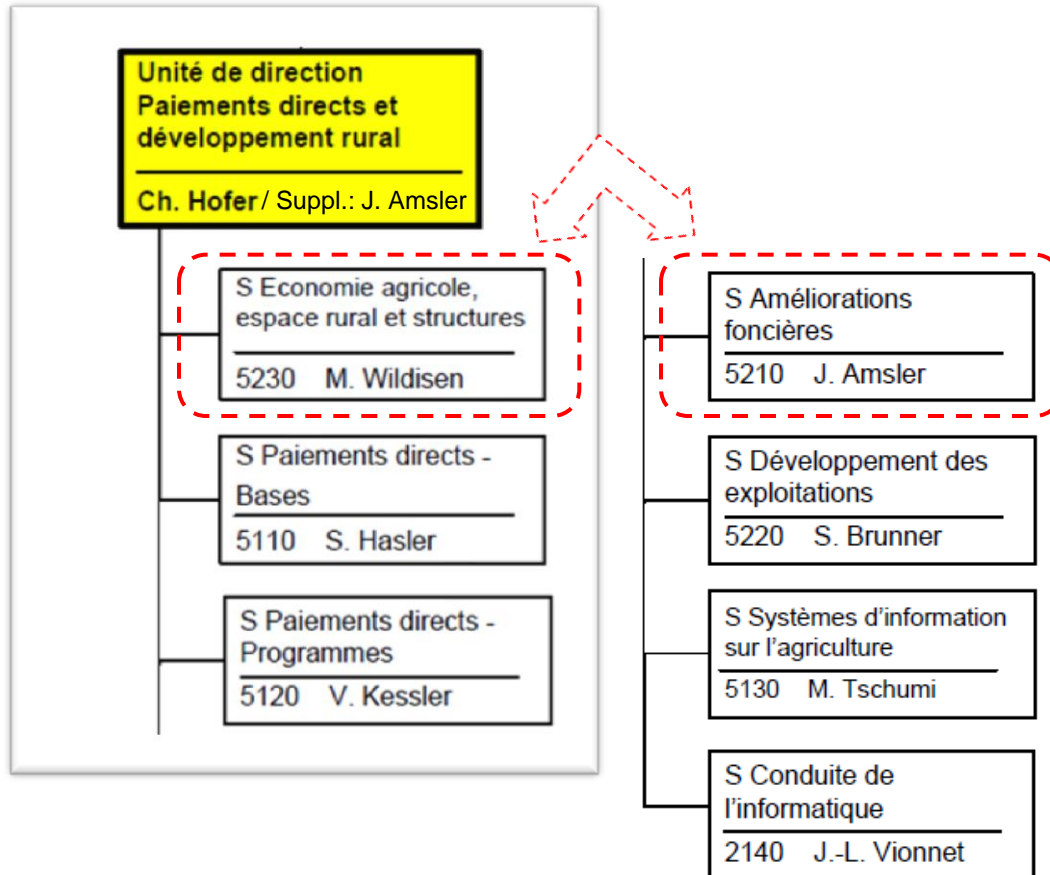 Unité de direction
Paiements directs et
développement rural
Ch. Hofer / Suppl.: J. Amsler
S Economie agricole,
espace rural et structures
5230 M. Wildisen
S Paiements directs -
Bases
5110 S. Hasler
S Paiements directs -
Programmes
5120 V. Kessler
S Améliorations
foncières
5210 J. Amsler
S Développement des
exploitations
5220 S. Brunner
S Systèmes d'information
sur l'agriculture
5130 M. Tschumi
S Conduite de
l'informatique
2140 J.-L. Vionnet